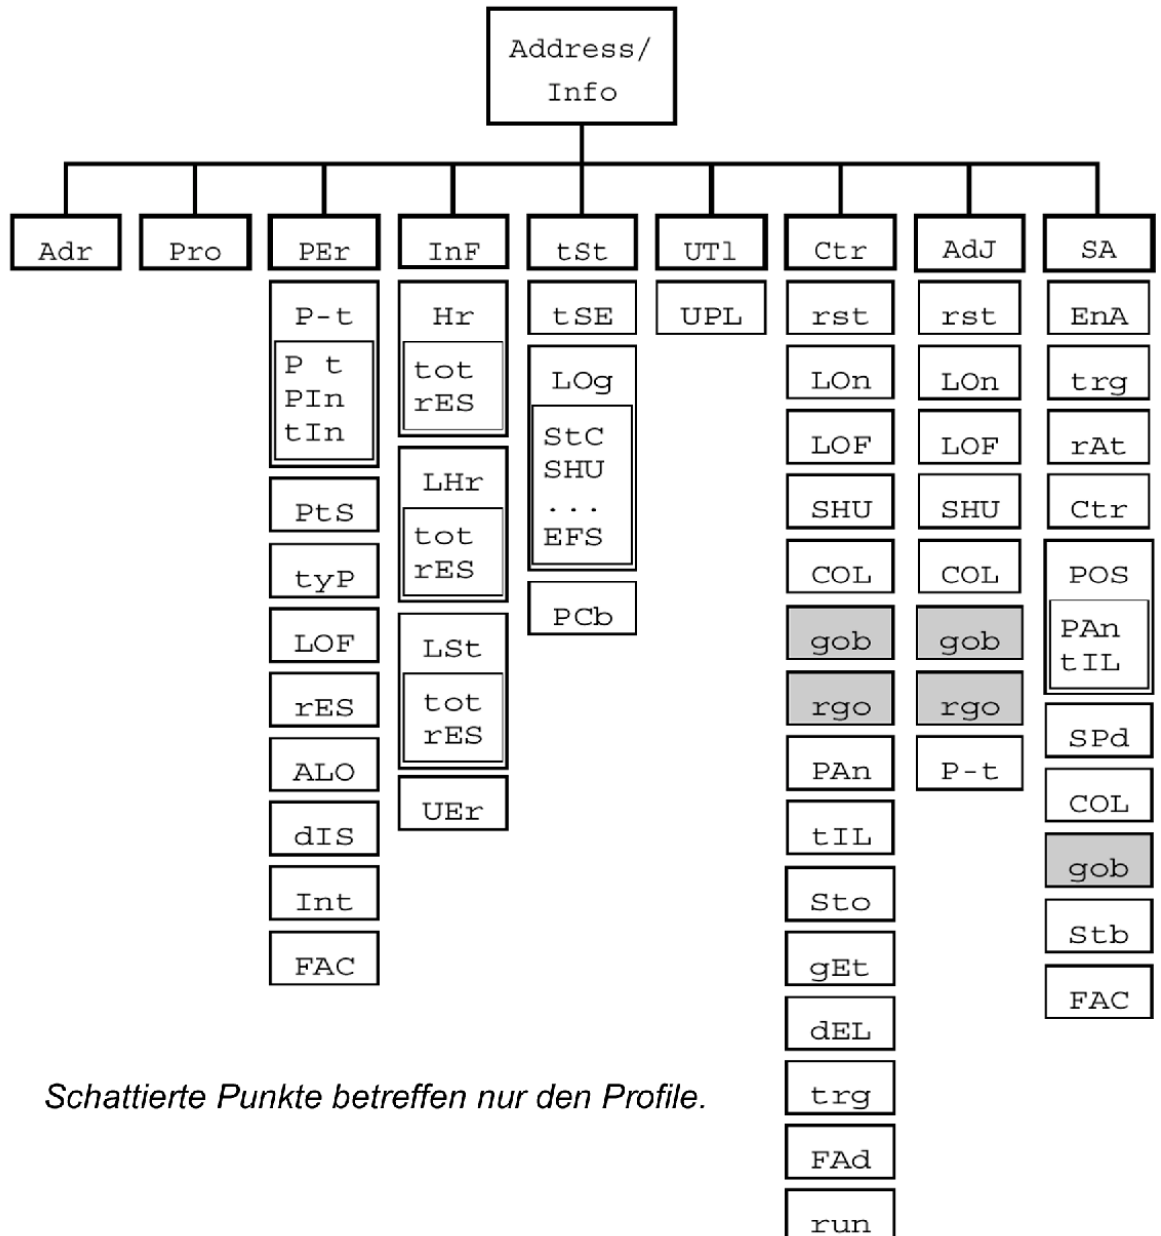 Address/
Info
Adr
Pro
PEr
P-t
P t
PIn
tIn
PtS
tyP
LOF
rES
ALO
dIS
Int
FAC
InF
Hr
tot
rES
LHr
tot
rES
LSt
tot
rES
UEr
tSt
tSE
LOg
StC
SHU
...
EFS
PCb
UTl
UPL
Ctr
rst
LOn
LOF
SHU
COL
gob
rgo
PAn
tIL
Sto
gEt
dEL
trg
FAd
run
AdJ
rst
LOn
LOF
SHU
COL
gob
rgo
P-t
SA
EnA
trg
rAt
Ctr
POS
PAn
tIL
SPd
COL
gob
Stb
FAC
Schattierte Punkte betreffen nur den Profile.